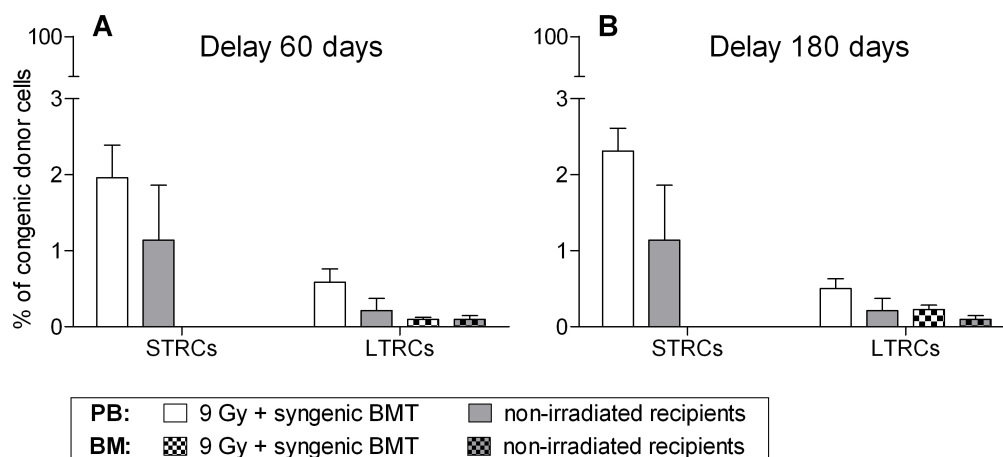 A
Delay 60 days
% of congenic donor cells
100
3
2
1
0
STRCs LTRCs
B
Delay 180 days
100
3
2
1
0
STRCs LTRCs
PB: 9 Gy + syngenic BMT non-irradiated recipients
BM: 9 Gy + syngenic BMT non-irradiated recipients